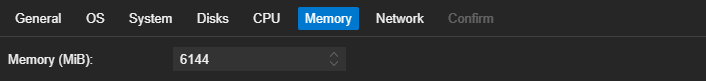 General OS System Disks CPU Memory Network Confirm
Memory (MiB): 6144